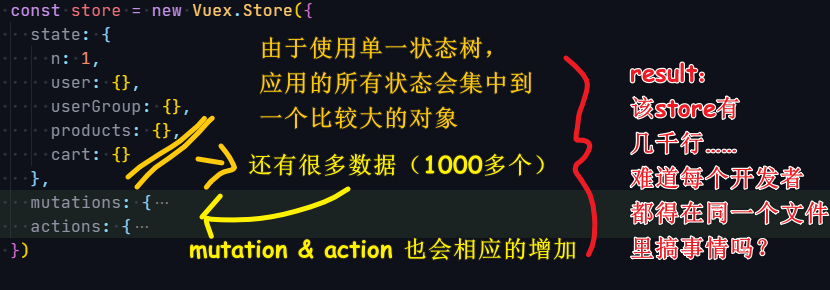 const store = new Vuex.Store({
state: {
n: 1,
user: {},
userGroup: {},
products: {},
cart: {}
},
mutations: {…
actions: {…
})
由于使用单一状态树，
应用的所有状态会集中到
一个比较大的对象
还有很多数据（1000多个）
mutation & action 也会相应的增加
result:
该store有
几千行……
难道每个开发者
都得在同一个文件
里搞事情吗？